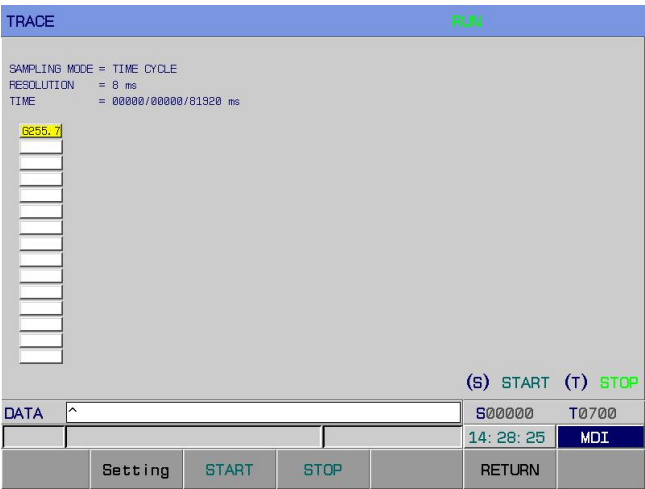 TRACE RUN
SAMPLING MODE = TIME CYCLE
RESOLUTION = 8 ms
TIME = 00000/00000/81920 ms
G255.7
(S) START (T) STOP
DATA ^ S00000 T0700
14:28:25 MDI
Setting START STOP RETURN